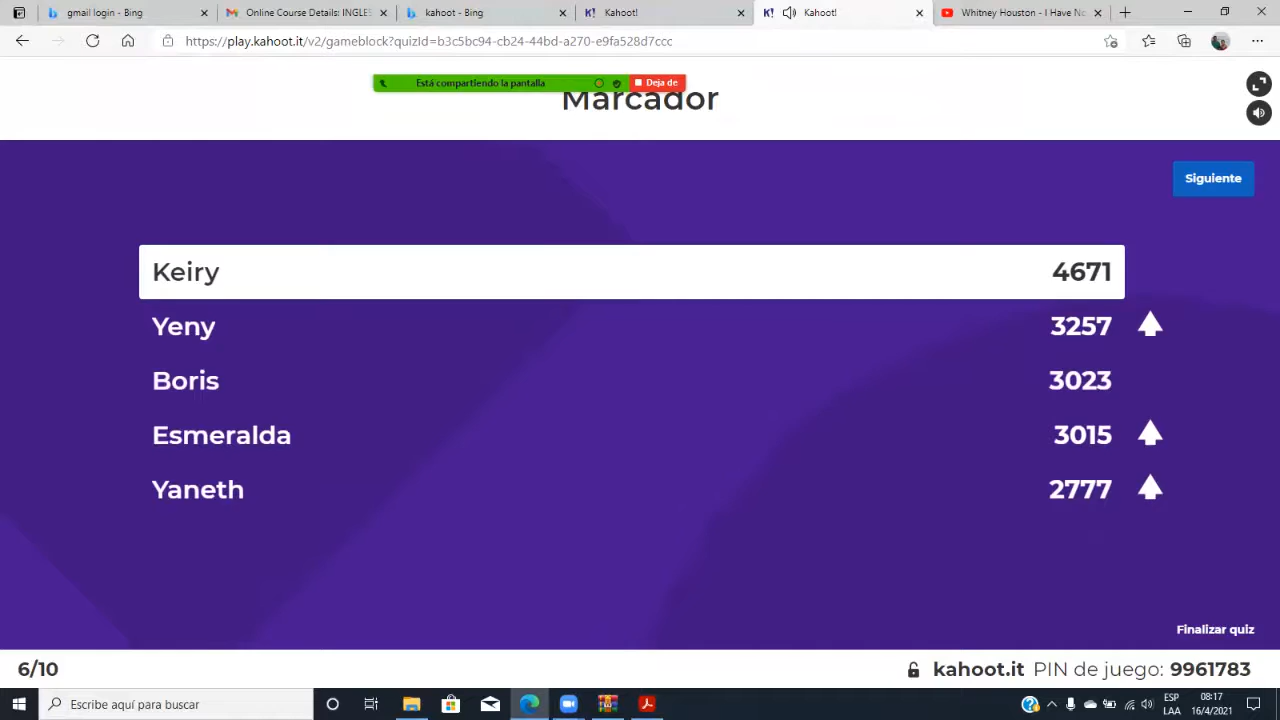 gmail login - Bing
Online Course Details: INGLES
kahoot - Bing
Kahoot!
Kahoot!
Whitney Houston - I Have No
https://play.kahoot.it/v2/gameblock?quizId=b3c5bc94-cb24-44bd-a270-e9fa528d7ccc
Está compartiendo la pantalla
Deja de
Marcador
Siguiente
Keiry 4671
Yeny 3257
Boris 3023
Esmeralda 3015
Yaneth 2777
Finalizar quiz
6/10
kahoot.it PIN de juego: 9961783
Escribe aquí para buscar
ESP
LAA
08:17
16/4/2021